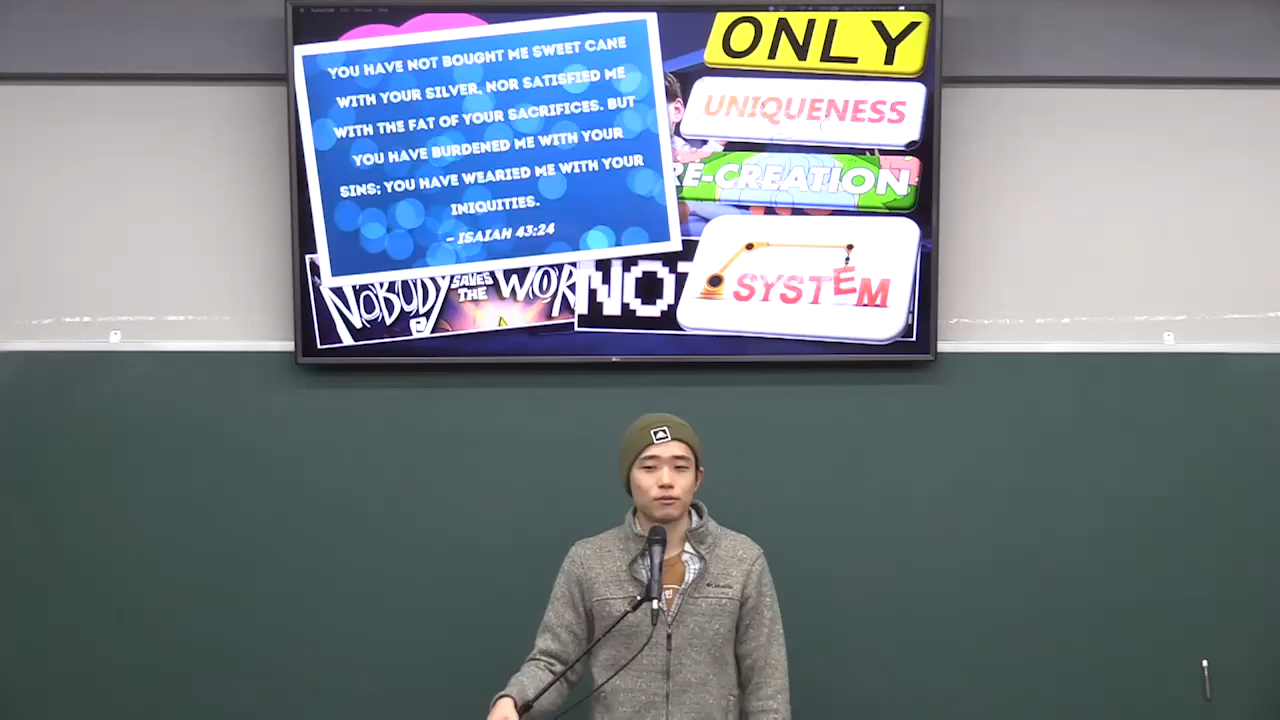 YOU HAVE NOT BOUGHT ME SWEET CANE
WITH YOUR SILVER, NOR SATISFIED ME
WITH THE FAT OF YOUR SACRIFICES. BUT
YOU HAVE BURDENED ME WITH YOUR
SINS; YOU HAVE WEARIED ME WITH YOUR
INIQUITIES.
- ISAIAH 43:24
ONLY
UNIQUENESS
RE-CREATION
SYSTEM
NOBODY
SAVES
THE
WOR
NOT
Columbia